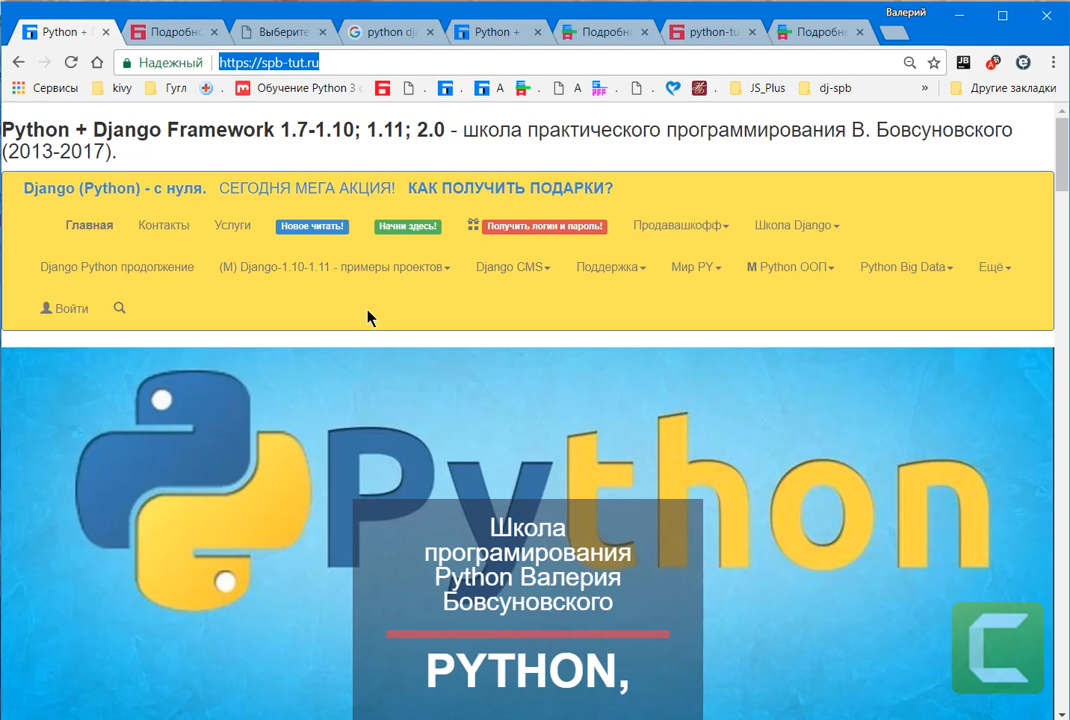 Валерий
Python +
Подробно
Выберите
python dj
Python +
Подробн
python-tu
Подробн
Надежный
https://spb-tut.ru
Сервисы
kivy
Гугл
Обучение Python 3
A
A
JS_Plus
dj-spb
»
Другие закладки
Python + Django Framework 1.7-1.10; 1.11; 2.0 - школа практического программирования В. Бовсуновского
(2013-2017).
Django (Python) - с нуля. СЕГОДНЯ МЕГА АКЦИЯ! КАК ПОЛУЧИТЬ ПОДАРКИ?
Главная Контакты Услуги Новое читать! Начни здесь! Получить логин и пароль! Продавашкофф Школа Django
Django Python продолжение (M) Django-1.10-1.11 - примеры проектов Django CMS Поддержка Мир PY M Python ООП Python Big Data Ещё
Войти
Python
Школа
програмирования
Python Валерия
Бовсуновского
PYTHON,